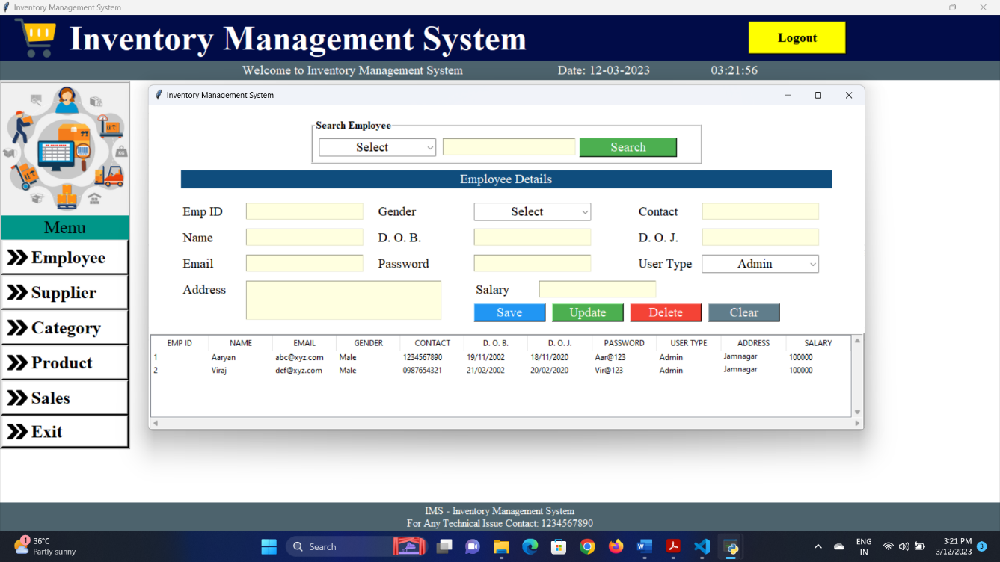 Inventory Management System
Inventory Management System
Logout
Welcome to Inventory Management System Date: 12-03-2023 03:21:56
Inventory Management System
Search Employee
Select Search
Employee Details
Emp ID Gender Select Contact
Name D. O. B. D. O. J.
Email Password User Type Admin
Address Salary
Save Update Delete Clear
EMP ID NAME EMAIL GENDER CONTACT D. O. B. D. O. J. PASSWORD USER TYPE ADDRESS SALARY
1 Aaryan abc@xyz.com Male 1234567890 19/11/2002 18/11/2020 Aar@123 Admin Jamnagar 100000
2 Viraj def@xyz.com Male 0987654321 21/02/2002 20/02/2020 Vir@123 Admin Jamnagar 100000
KG
Menu
Employee
Supplier
Category
Product
Sales
Exit
IMS - Inventory Management System
For Any Technical Issue Contact: 1234567890
1
36°C
Partly sunny
Search
ENG
IN
3:21 PM
3/12/2023
3